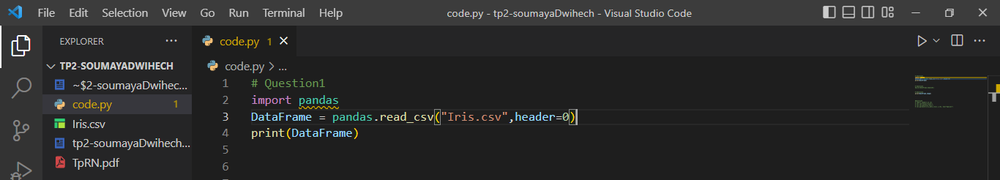 File Edit Selection View Go Run Terminal Help code.py - tp2-soumayaDwihech - Visual Studio Code
EXPLORER ··· code.py 1
TP2-SOUMAYADWIHECH code.py > ...
~$2-soumayaDwihec...
code.py 1
Iris.csv
tp2-soumayaDwihech...
TpRN.pdf
1 # Question1
2 import pandas
3 DataFrame = pandas.read_csv("Iris.csv",header=0)
4 print(DataFrame)
5
6